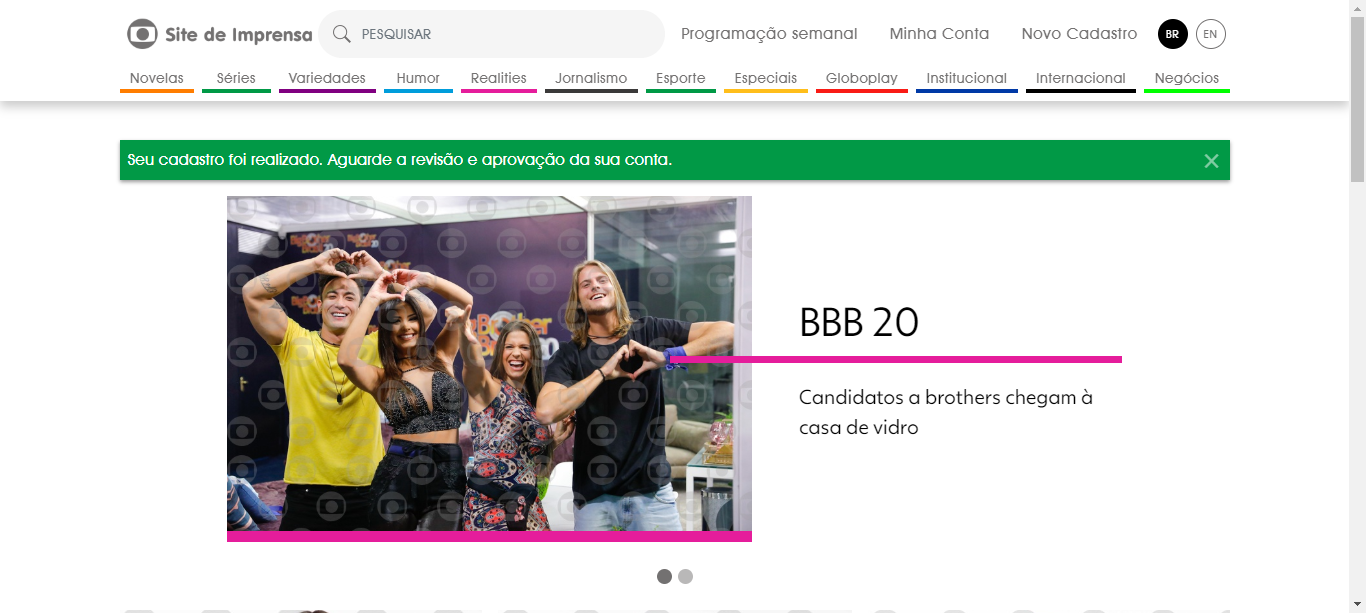 Site de Imprensa
PESQUISAR
Programação semanal
Minha Conta
Novo Cadastro
BR
EN
Novelas
Séries
Variedades
Humor
Realities
Jornalismo
Esporte
Especiais
Globoplay
Institucional
Internacional
Negócios
Seu cadastro foi realizado. Aguarde a revisão e aprovação da sua conta.
BBB 20
Candidatos a brothers chegam à
casa de vidro